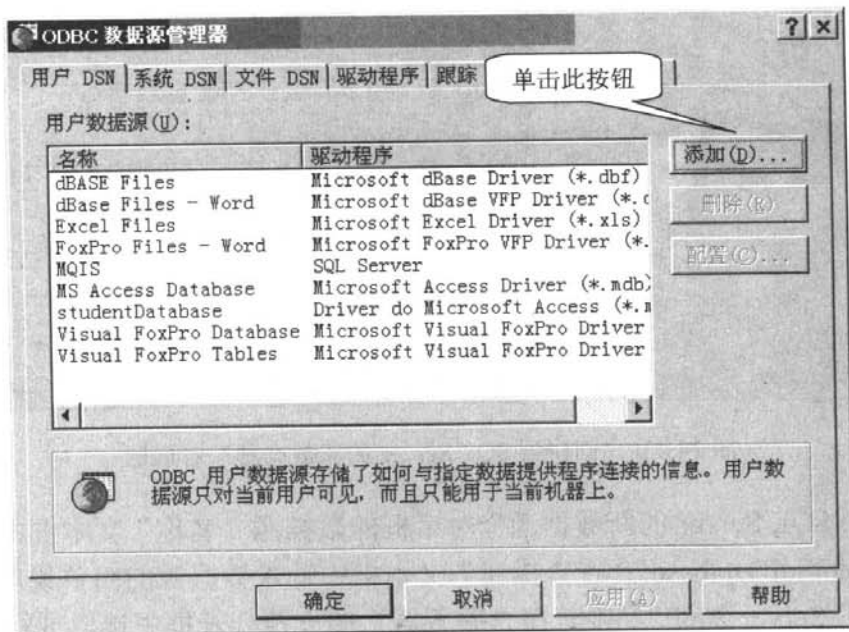 ODBC 数据源管理器
用户 DSN 系统 DSN 文件 DSN 驱动程序 跟踪
单击此按钮
用户数据源(U):
名称 驱动程序
dBASE Files Microsoft dBase Driver (*.dbf)
dBase Files - Word Microsoft dBase VFP Driver (*.d
Excel Files Microsoft Excel Driver (*.xls)
FoxPro Files - Word Microsoft FoxPro VFP Driver (*.
MQIS SQL Server
MS Access Database Microsoft Access Driver (*.mdb)
studentDatabase Driver do Microsoft Access (*.m
Visual FoxPro Database Microsoft Visual FoxPro Driver
Visual FoxPro Tables Microsoft Visual FoxPro Driver
添加(D)...
删除(R)
配置(C)...
ODBC 用户数据源存储了如何与指定数据提供程序连接的信息。用户数
据源只对当前用户可见，而且只能用于当前机器上。
确定 取消 应用(A) 帮助